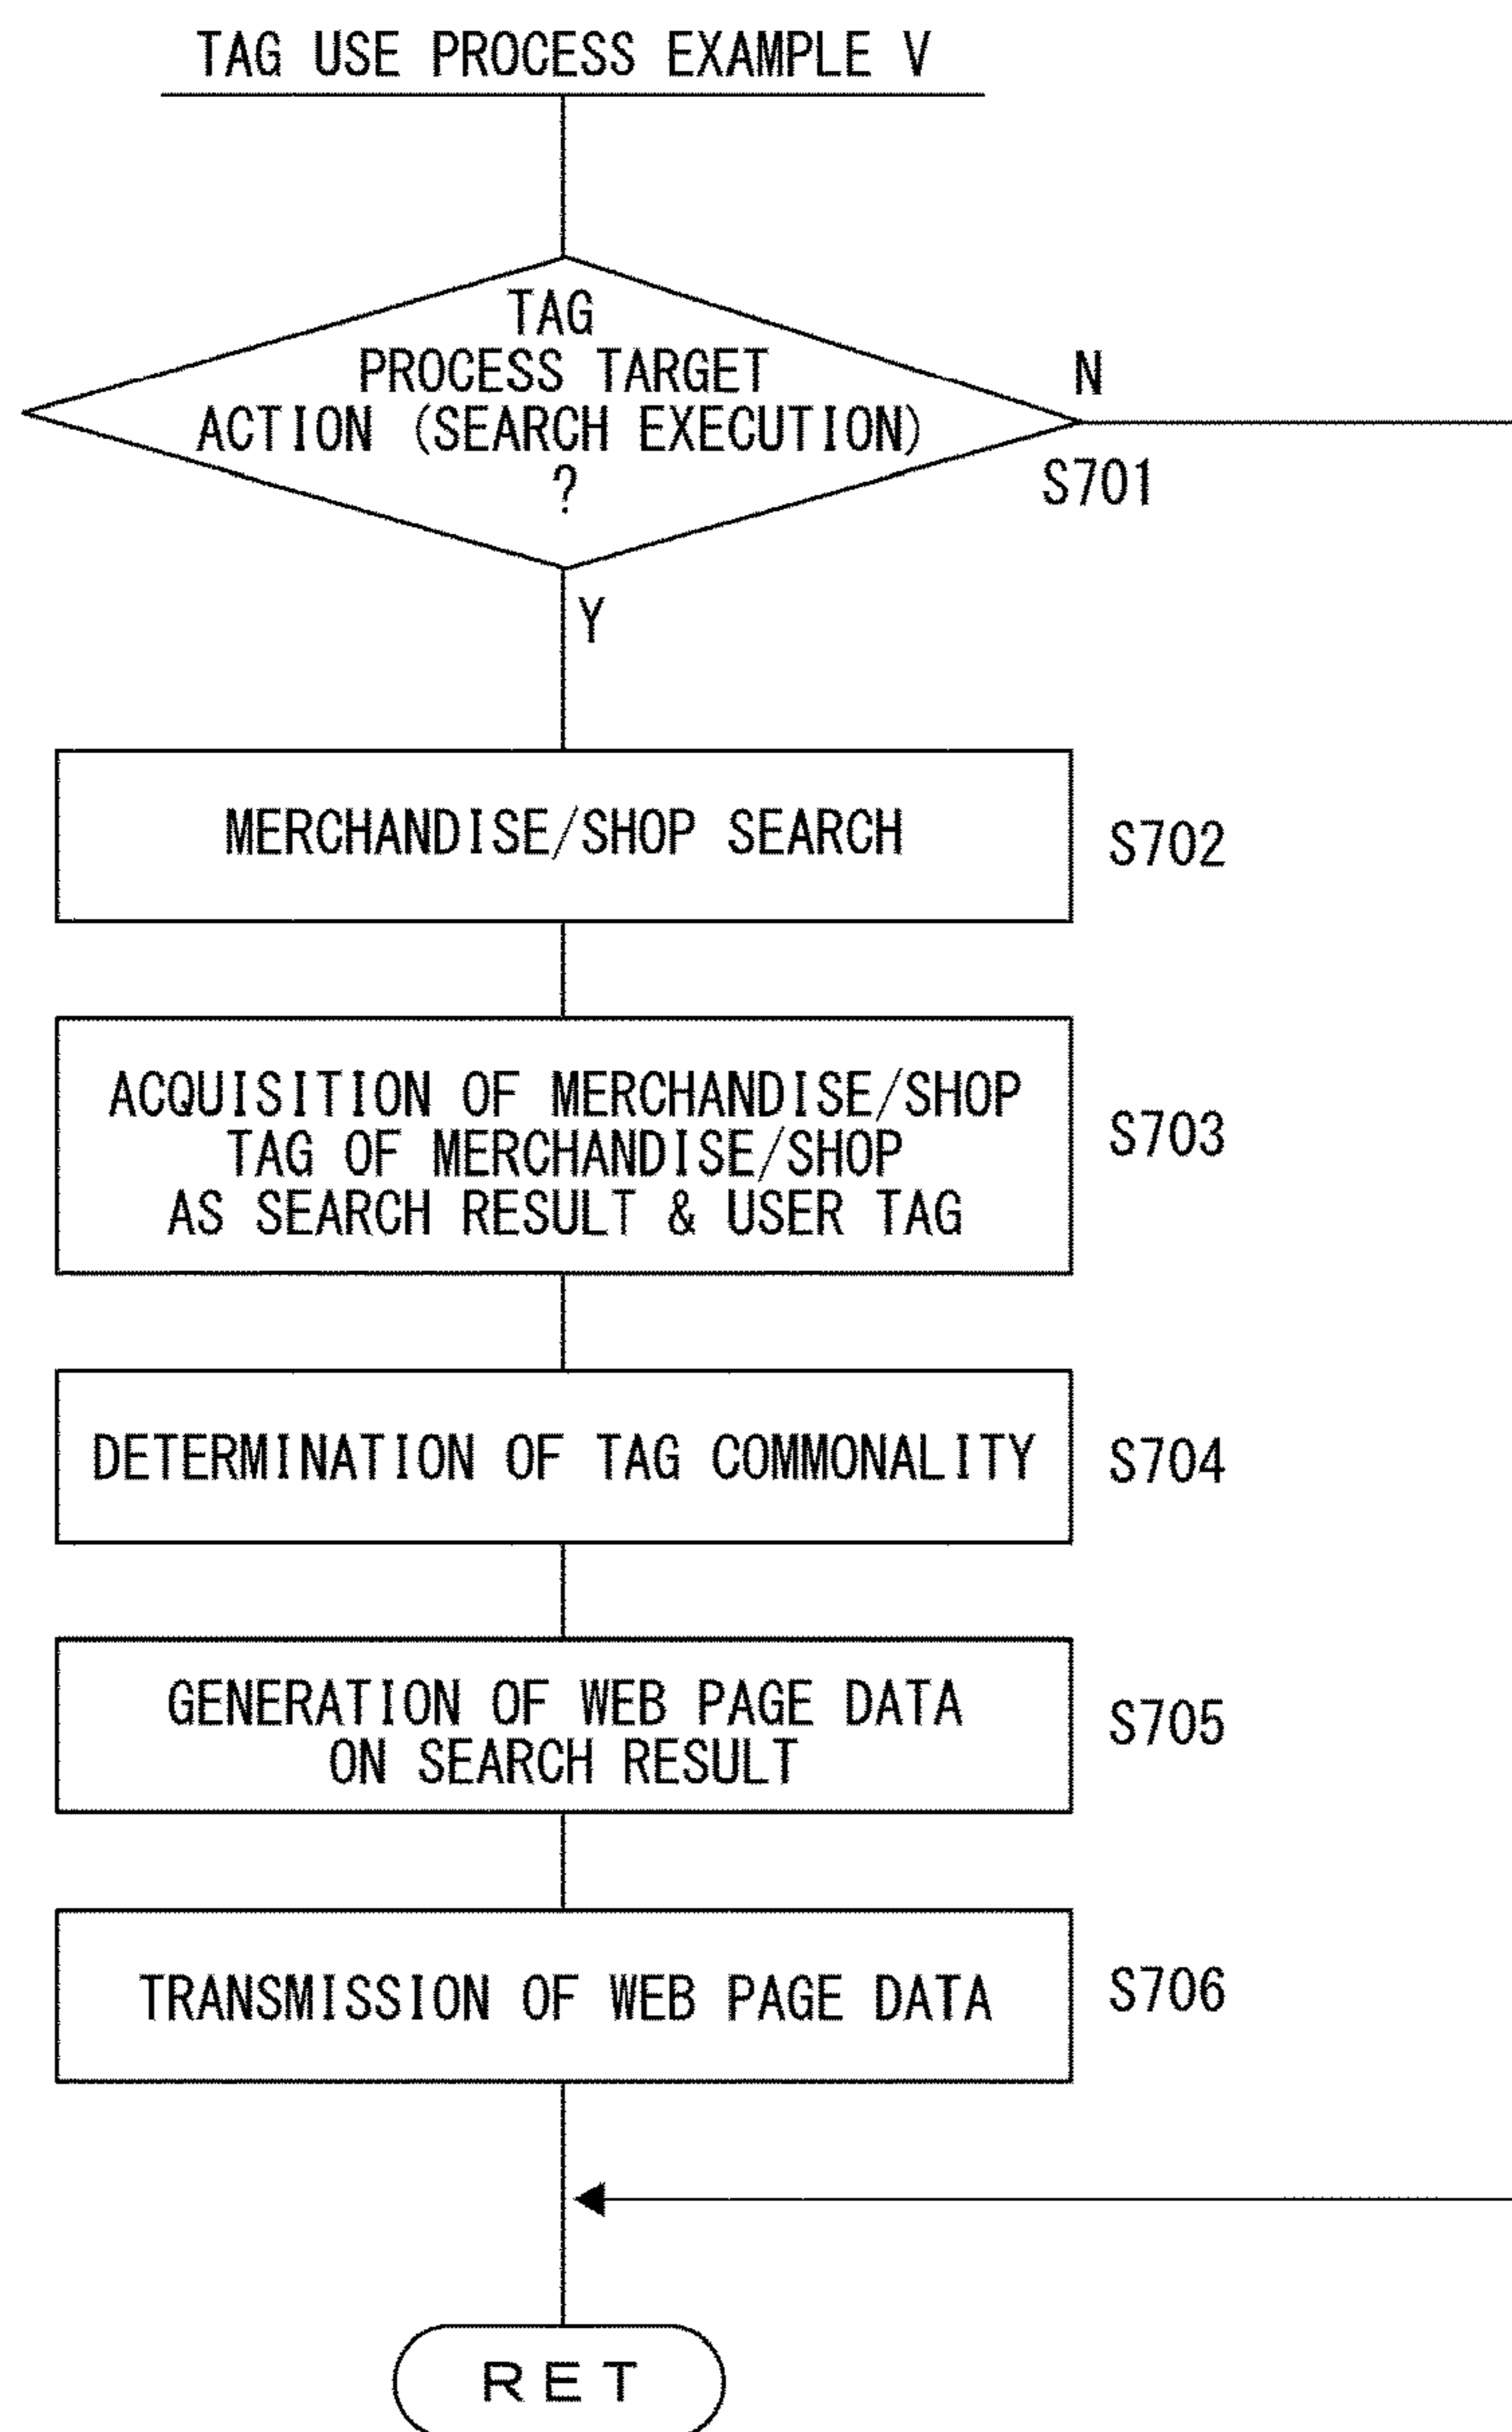 TAG USE PROCESS EXAMPLE V
TAG
PROCESS TARGET
ACTION (SEARCH EXECUTION)
?
N
S701
Y
MERCHANDISE/SHOP SEARCH
S702
ACQUISITION OF MERCHANDISE/SHOP
TAG OF MERCHANDISE/SHOP
AS SEARCH RESULT & USER TAG
S703
DETERMINATION OF TAG COMMONALITY
S704
GENERATION OF WEB PAGE DATA
ON SEARCH RESULT
S705
TRANSMISSION OF WEB PAGE DATA
S706
RET